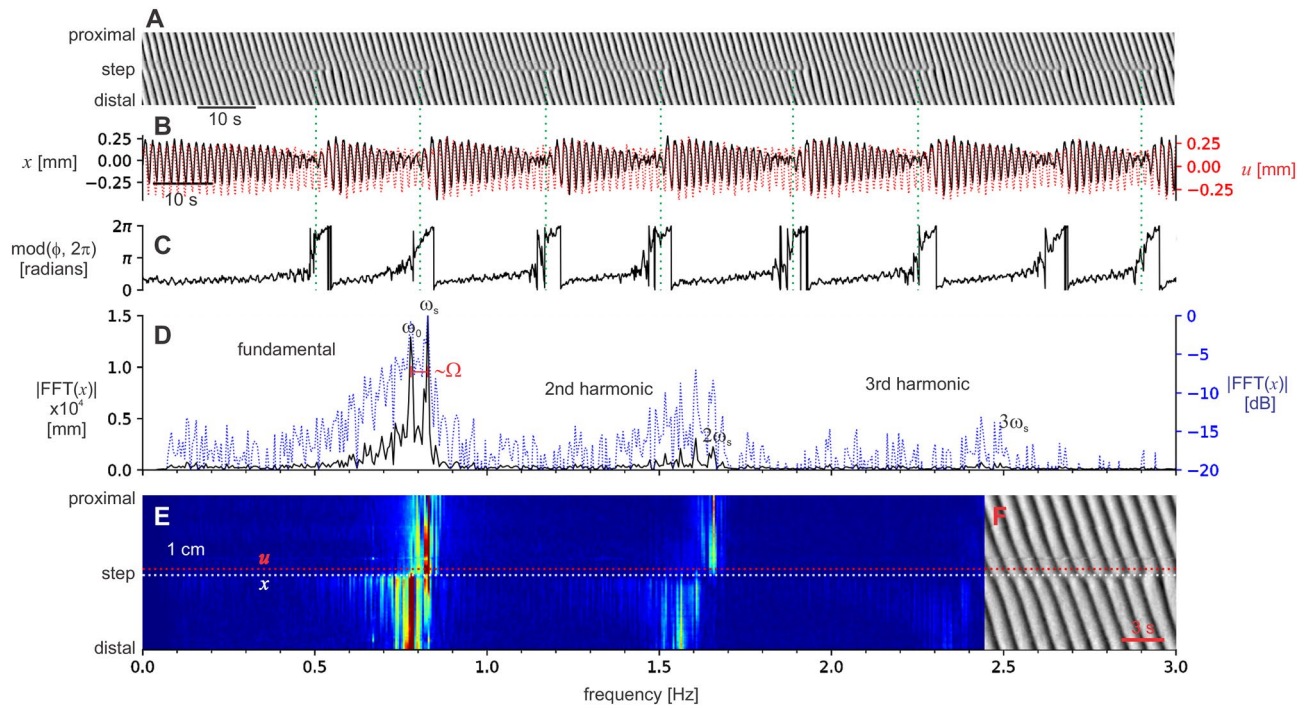 A
proximal
step
distal
10 s
B
0.25
0.00
−0.25
x [mm]
10 s
0.25
0.00
−0.25
u [mm]
C
2π
π
0
mod(ϕ, 2π)
[radians]
D
1.5
1.0
0.5
0.0
|FFT(x)|
x10⁴
[mm]
fundamental
ω₀
ωₛ
~Ω
2nd harmonic
2ωₛ
3rd harmonic
3ωₛ
0
−5
−10
−15
−20
|FFT(x)|
[dB]
E
proximal
step
distal
1 cm
u
x
F
3 s
0.0 0.5 1.0 1.5 2.0 2.5 3.0
frequency [Hz]